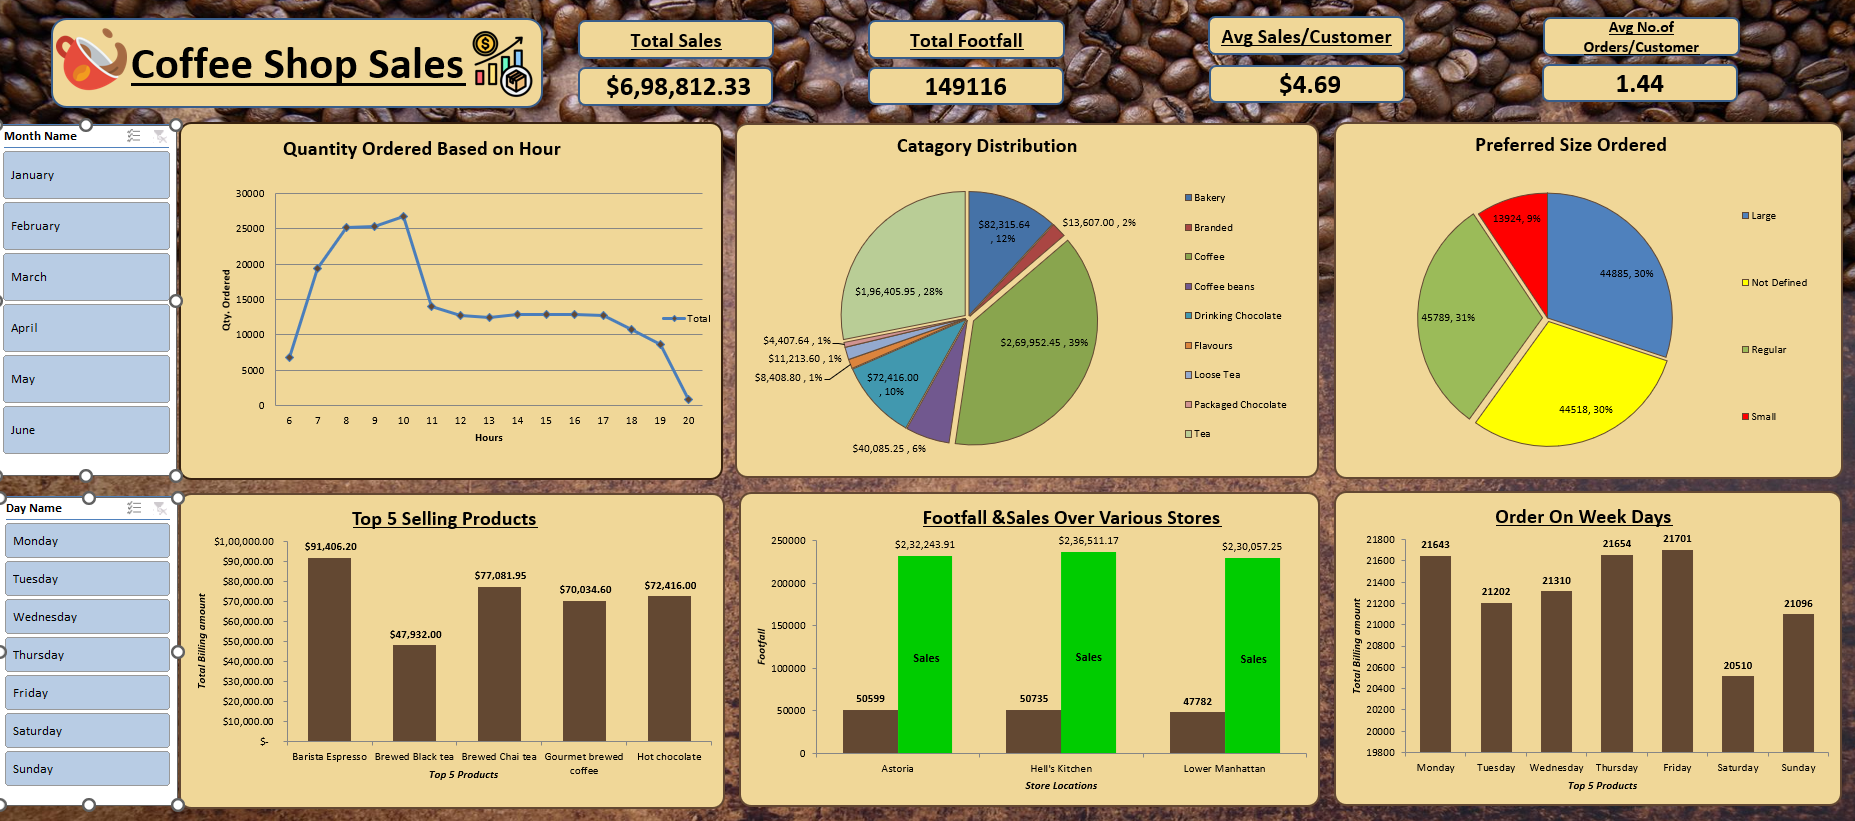 Coffee Shop Sales
Total Sales
$6,98,812.33
Total Footfall
149116
Avg Sales/Customer
$4.69
Avg No.of
Orders/Customer
1.44
Month Name
January
February
March
April
May
June
Day Name
Monday
Tuesday
Wednesday
Thursday
Friday
Saturday
Sunday
Quantity Ordered Based on Hour
30000
25000
20000
15000
10000
5000
0
Qty. Ordered
6 7 8 9 10 11 12 13 14 15 16 17 18 19 20
Hours
Total
Catagory Distribution
$82,315.64
, 12%
$13,607.00 , 2%
$2,69,952.45 , 39%
$40,085.25 , 6%
$72,416.00
, 10%
$8,408.80 , 1%
$11,213.60 , 1%
$4,407.64 , 1%
$1,96,405.95 , 28%
Bakery
Branded
Coffee
Coffee beans
Drinking Chocolate
Flavours
Loose Tea
Packaged Chocolate
Tea
Preferred Size Ordered
13924, 9%
44885, 30%
45789, 31%
44518, 30%
Large
Not Defined
Regular
Small
Top 5 Selling Products
$1,00,000.00
$90,000.00
$80,000.00
$70,000.00
$60,000.00
$50,000.00
$40,000.00
$30,000.00
$20,000.00
$10,000.00
$-
Total Billing amount
$91,406.20
$47,932.00
$77,081.95
$70,034.60
$72,416.00
Barista Espresso
Brewed Black tea
Brewed Chai tea
Gourmet brewed
coffee
Hot chocolate
Top 5 Products
Footfall &Sales Over Various Stores
250000
200000
150000
100000
50000
0
Footfall
50599
$2,32,243.91
Sales
50735
$2,36,511.17
Sales
47782
$2,30,057.25
Sales
Astoria
Hell's Kitchen
Lower Manhattan
Store Locations
Order On Week Days
21800
21600
21400
21200
21000
20800
20600
20400
20200
20000
19800
Total Billing amount
21643
21202
21310
21654
21701
20510
21096
Monday
Tuesday
Wednesday
Thursday
Friday
Saturday
Sunday
Top 5 Products